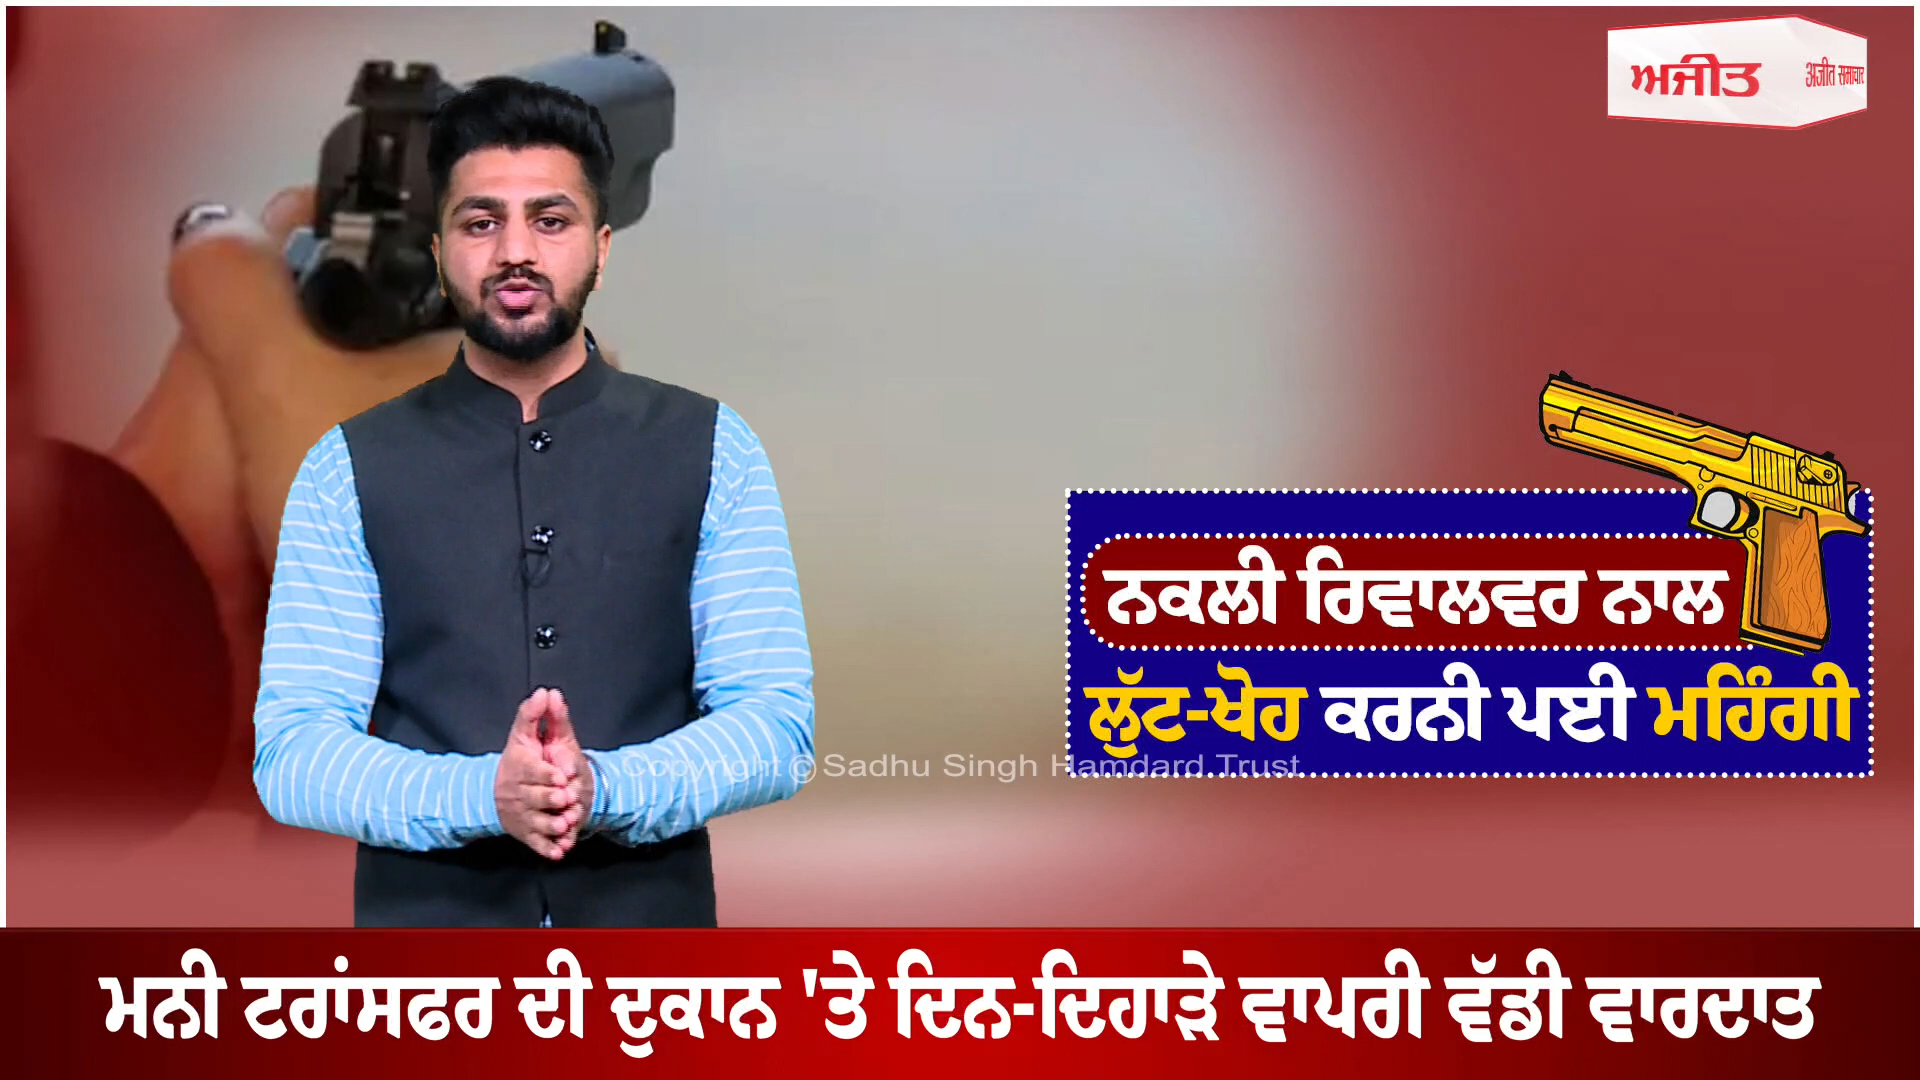 ਅਜੀਤ अजीत समाचार
ਨਕਲੀ ਰਿਵਾਲਵਰ ਨਾਲ
ਲੁੱਟ-ਖੋਹ ਕਰਨੀ ਪਈ ਮਹਿੰਗੀ
Copyright © Sadhu Singh Hamdard Trust
ਮਨੀ ਟਰਾਂਸਫਰ ਦੀ ਦੁਕਾਨ 'ਤੇ ਦਿਨ-ਦਿਹਾੜੇ ਵਾਪਰੀ ਵੱਡੀ ਵਾਰਦਾਤ